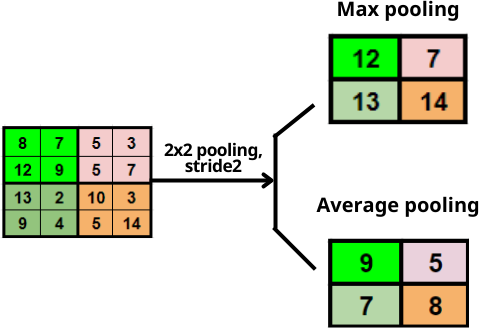 Max pooling
12 7
13 14
8 7 5 3
12 9 5 7
13 2 10 3
9 4 5 14
2x2 pooling,
stride2
Average pooling
9 5
7 8